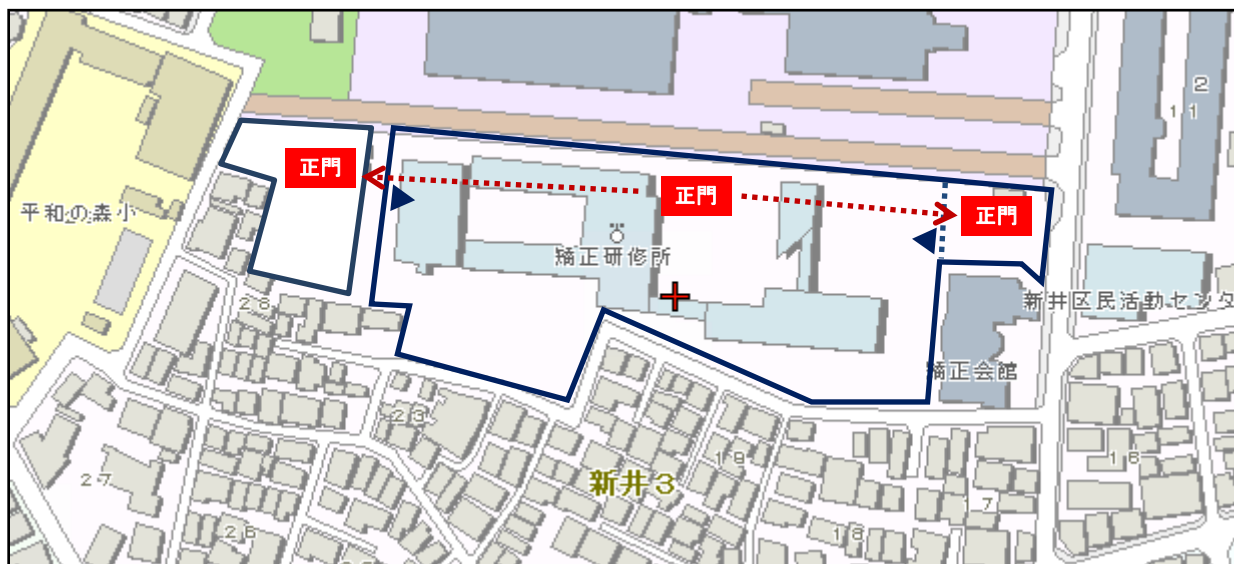 2
11
正門
正門
正門
平和の森小
矯正研修所
新井区民活動センタ
28
矯正会館
23
19
18
27
新井3
17
26
18